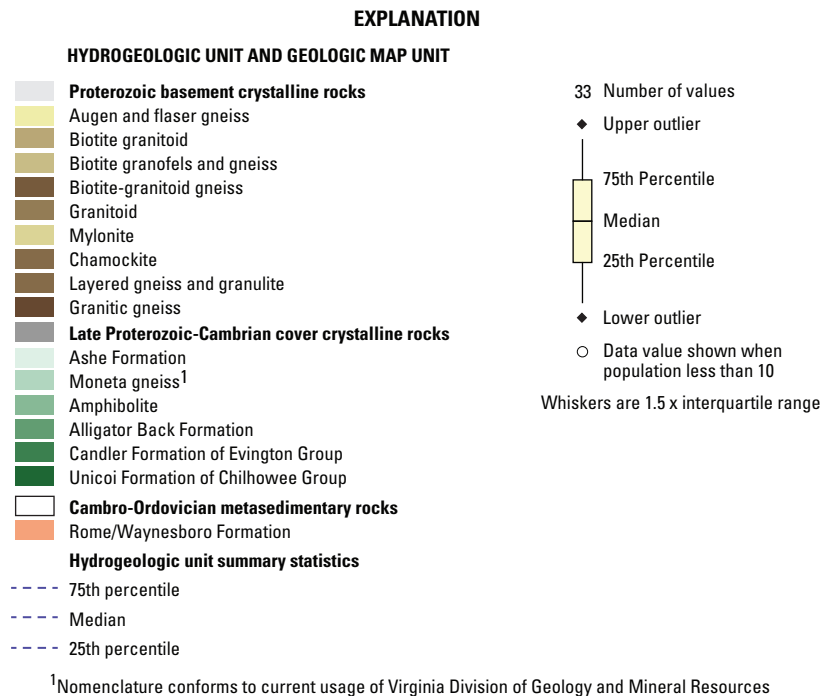 EXPLANATION
HYDROGEOLOGIC UNIT AND GEOLOGIC MAP UNIT
Proterozoic basement crystalline rocks
Augen and flaser gneiss
Biotite granitoid
Biotite granofels and gneiss
Biotite-granitoid gneiss
Granitoid
Mylonite
Chamockite
Layered gneiss and granulite
Granitic gneiss
Late Proterozoic-Cambrian cover crystalline rocks
Ashe Formation
Moneta gneiss1
Amphibolite
Alligator Back Formation
Candler Formation of Evington Group
Unicoi Formation of Chilhowee Group
Cambro-Ordovician metasedimentary rocks
Rome/Waynesboro Formation
Hydrogeologic unit summary statistics
75th percentile
Median
25th percentile
33 Number of values
Upper outlier
75th Percentile
Median
25th Percentile
Lower outlier
Data value shown when
population less than 10
Whiskers are 1.5 x interquartile range
1Nomenclature conforms to current usage of Virginia Division of Geology and Mineral Resources